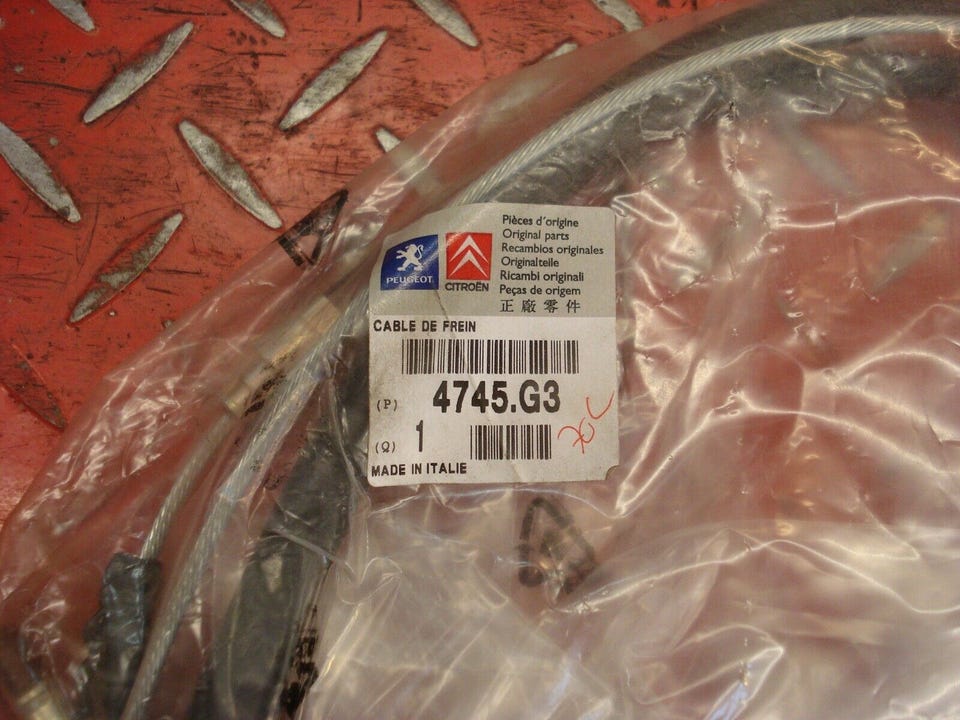 Pièces d'origine
Original parts
Recambios originales
Originalteile
Ricambi originali
Peças de origem
正廠零件
PEUGEOT
CITROËN
CABLE DE FREIN
(P) 4745.G3
(Q) 1
MADE IN ITALIE